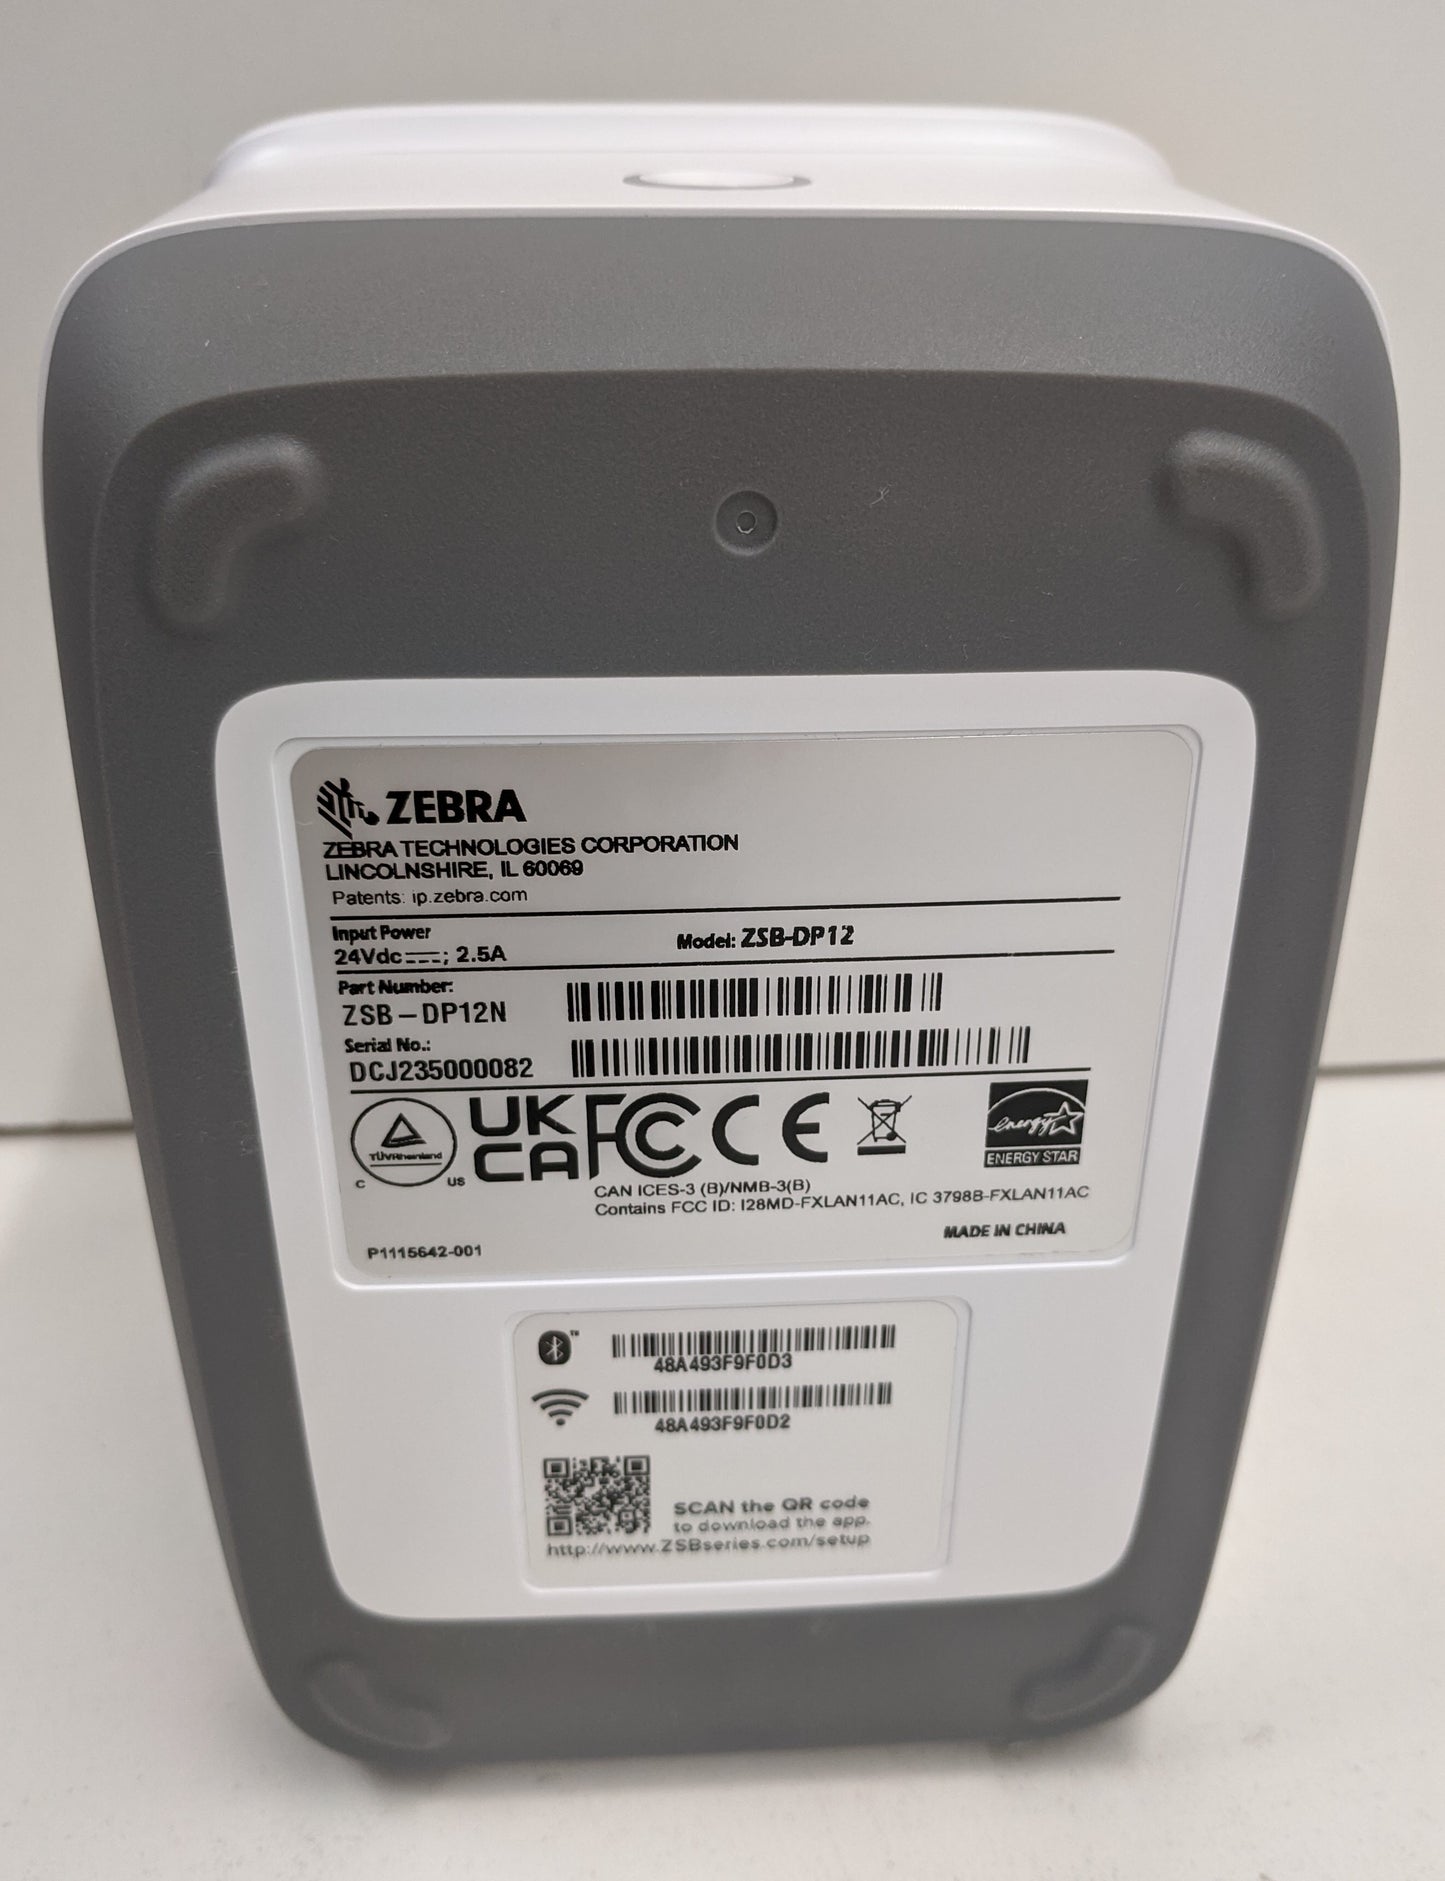 ZEBRA
ZEBRA TECHNOLOGIES CORPORATION
LINCOLNSHIRE, IL 60069
Patents: ip.zebra.com
Input Power
24Vdc⎓; 2.5A
Model: ZSB-DP12
Part Number:
ZSB-DP12N
Serial No.:
DCJ235000082
TÜVRheinland
C US
UK
CA
FC
CE
energy
ENERGY STAR
CAN ICES-3 (B)/NMB-3(B)
Contains FCC ID: I28MD-FXLAN11AC, IC 3798B-FXLAN11AC
MADE IN CHINA
P1115642-001
™
48A493F9F0D3
48A493F9F0D2
SCAN the QR code
to download the app.
http://www.ZSBseries.com/setup